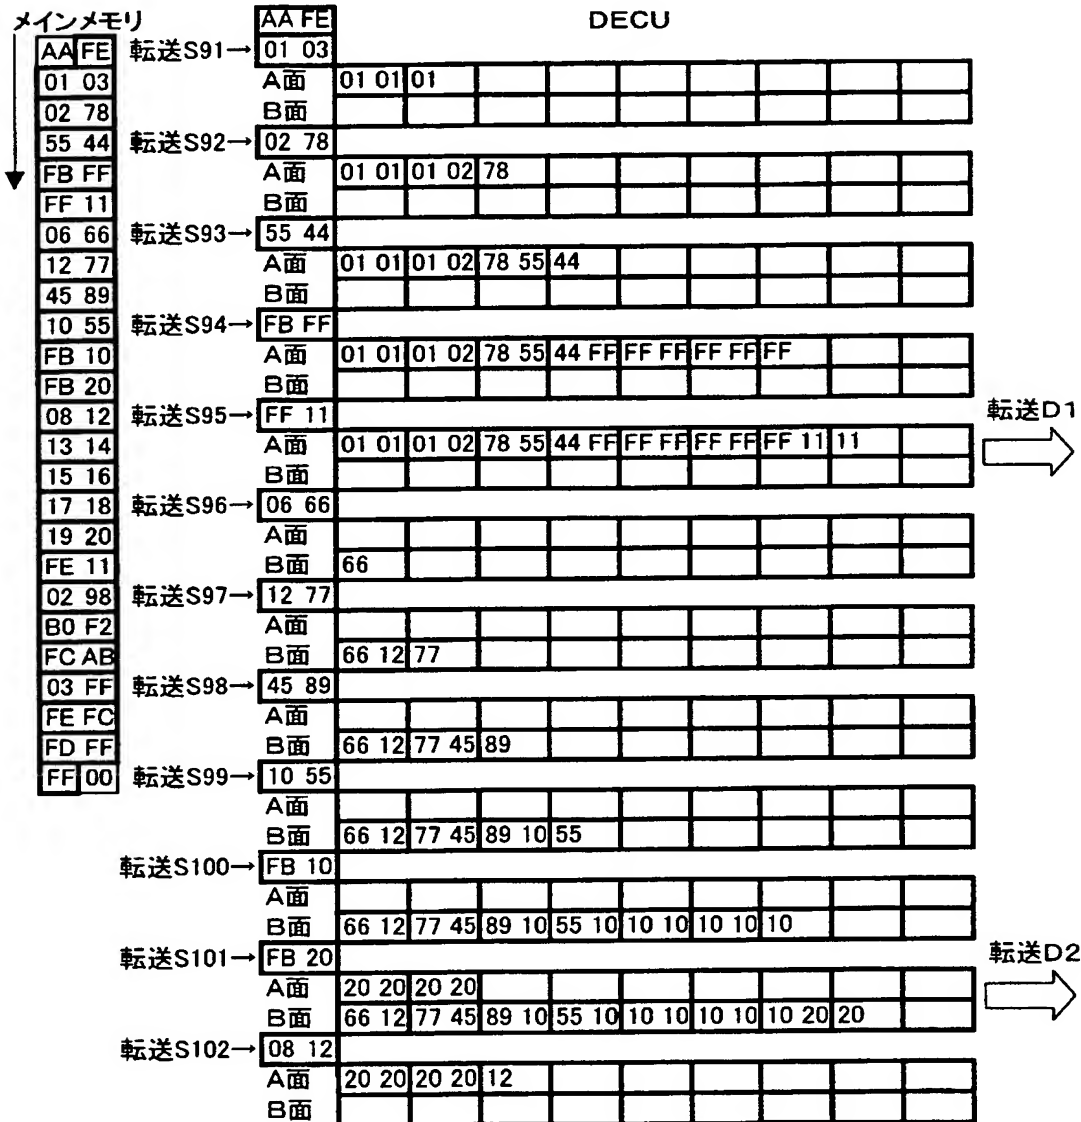 メインメモリ
AA FE
01 03
02 78
55 44
FB FF
FF 11
06 66
12 77
45 89
10 55
FB 10
FB 20
08 12
13 14
15 16
17 18
19 20
FE 11
02 98
B0 F2
FC AB
03 FF
FE FC
FD FF
FF 00
DECU
AA FE
転送S91→ 01 03
A面 01 01 01
B面
転送S92→ 02 78
A面 01 01 01 02 78
B面
転送S93→ 55 44
A面 01 01 01 02 78 55 44
B面
転送S94→ FB FF
A面 01 01 01 02 78 55 44 FF FF FF FF FF FF
B面
転送S95→ FF 11
A面 01 01 01 02 78 55 44 FF FF FF FF FF FF 11 11
B面
転送D1
転送S96→ 06 66
A面
B面 66
転送S97→ 12 77
A面
B面 66 12 77
転送S98→ 45 89
A面
B面 66 12 77 45 89
転送S99→ 10 55
A面
B面 66 12 77 45 89 10 55
転送S100→ FB 10
A面
B面 66 12 77 45 89 10 55 10 10 10 10 10 10
転送S101→ FB 20
A面 20 20 20 20
B面 66 12 77 45 89 10 55 10 10 10 10 10 10 20 20
転送D2
転送S102→ 08 12
A面 20 20 20 20 12
B面